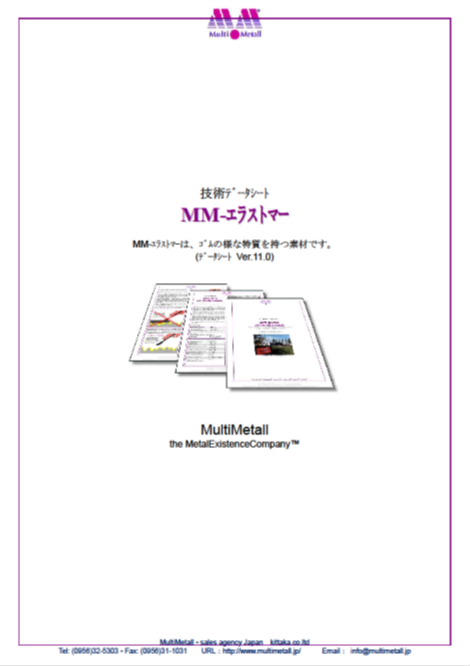 Multi Metall
技術ﾃﾞｰﾀｼｰﾄ
MM-ｴﾗｽﾄﾏｰ
MM-ｴﾗｽﾄﾏｰは、ｺﾞﾑの様な特質を持つ素材です。
(ﾃﾞｰﾀｼｰﾄ Ver.11.0)
MultiMetall
the MetalExistenceCompany™
MultiMetall - sales agency Japan kittaka.co.ltd
Tel: (0956)32-5303 • Fax: (0956)31-1031 URL : http://www.multimetall.jp/ Email : info@multimetall.jp